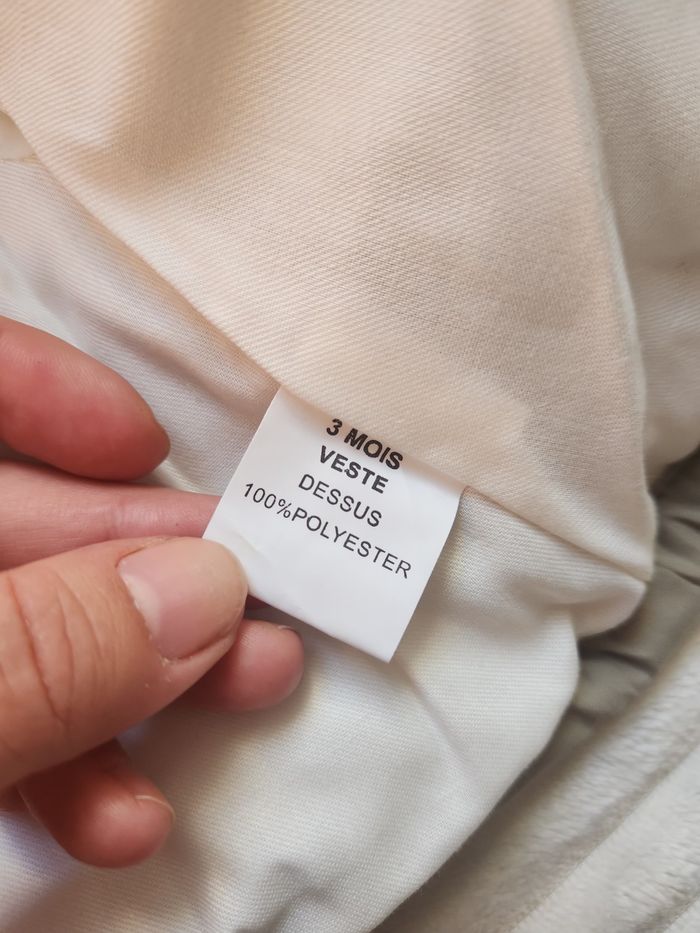 3 MOIS
VESTE
DESSUS
100%POLYESTER